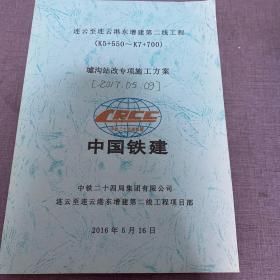 连云至连云港东增建第二线工程
(K5+550～K7+700)
墟沟站改专项施工方案
[2017.05.09]
CRCC
中国铁建
中铁二十四局集团有限公司
连云至连云港东增建第二线工程项目部
2016年5月16日